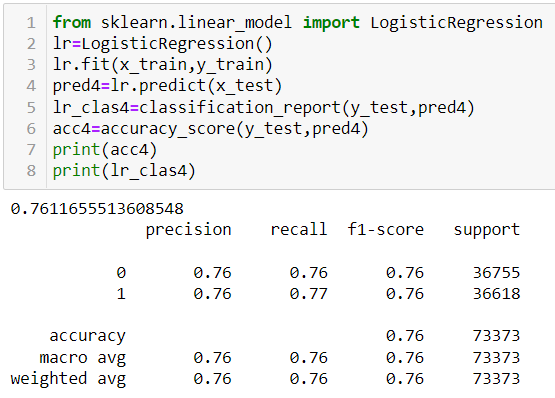 1 from sklearn.linear_model import LogisticRegression
2 lr=LogisticRegression()
3 lr.fit(x_train,y_train)
4 pred4=lr.predict(x_test)
5 lr_clas4=classification_report(y_test,pred4)
6 acc4=accuracy_score(y_test,pred4)
7 print(acc4)
8 print(lr_clas4)
0.7611655513608548
precision recall f1-score support
0 0.76 0.76 0.76 36755
1 0.76 0.77 0.76 36618
accuracy 0.76 73373
macro avg 0.76 0.76 0.76 73373
weighted avg 0.76 0.76 0.76 73373